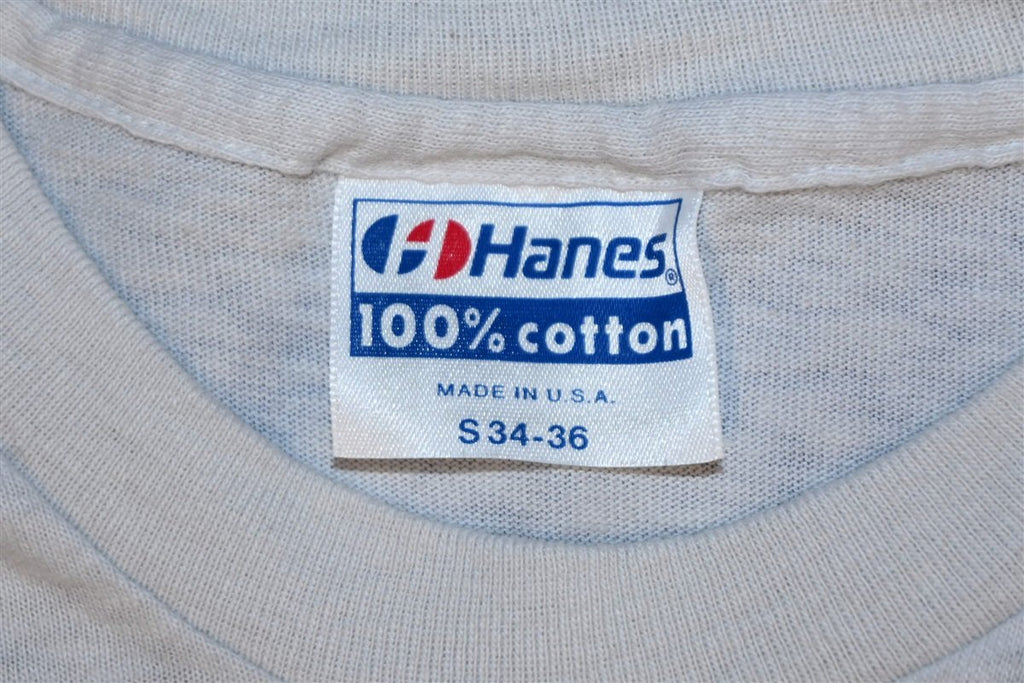 Hanes®
100% cotton
MADE IN U.S.A.
S 34-36